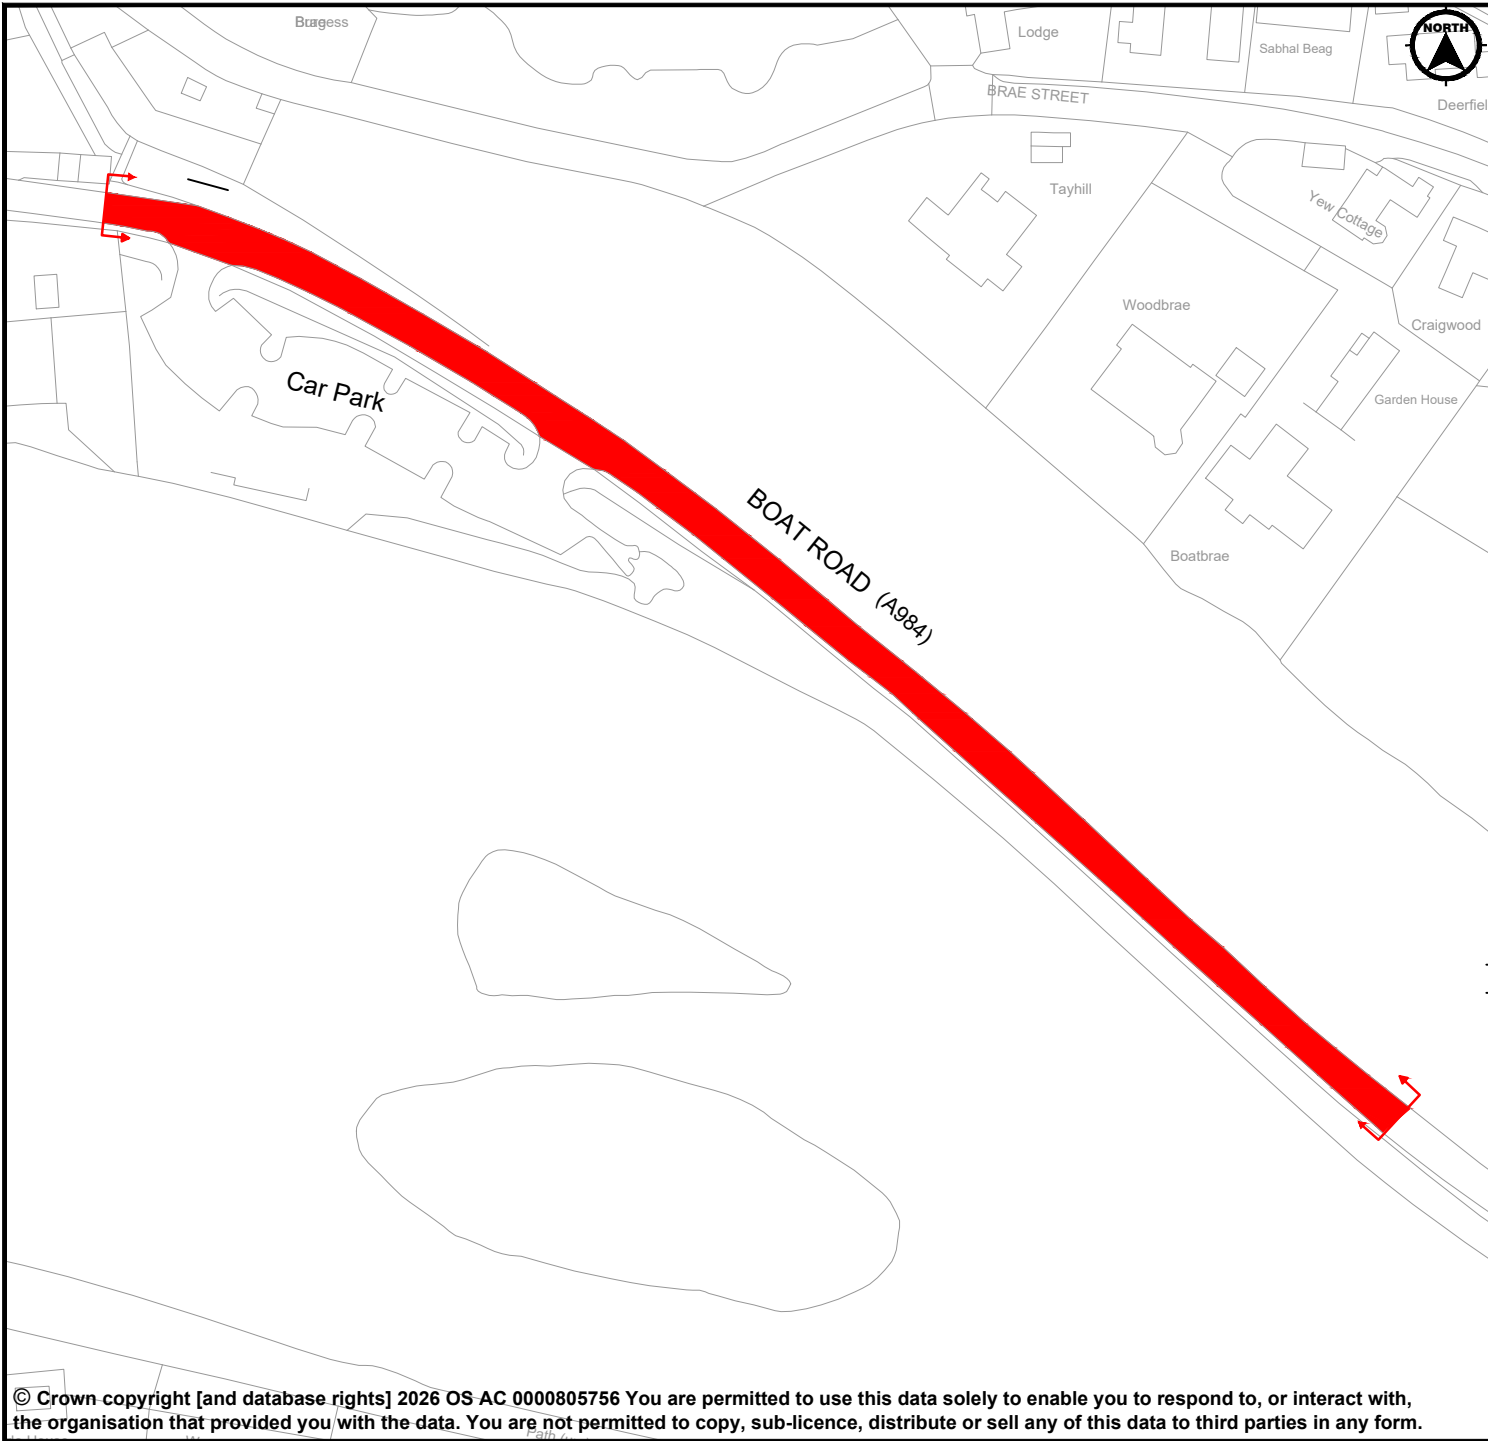 Burgess
Lodge
NORTH
Sabhal Beag
BRAE STREET
Deerfiel
Tayhill
Yew Cottage
Woodbrae
Craigwood
Car Park
Garden House
BOAT ROAD (A984)
Boatbrae
© Crown copyright [and database rights] 2026 OS AC 0000805756 You are permitted to use this data solely to enable you to respond to, or interact with,
the organisation that provided you with the data. You are not permitted to copy, sub-licence, distribute or sell any of this data to third parties in any form.
Path